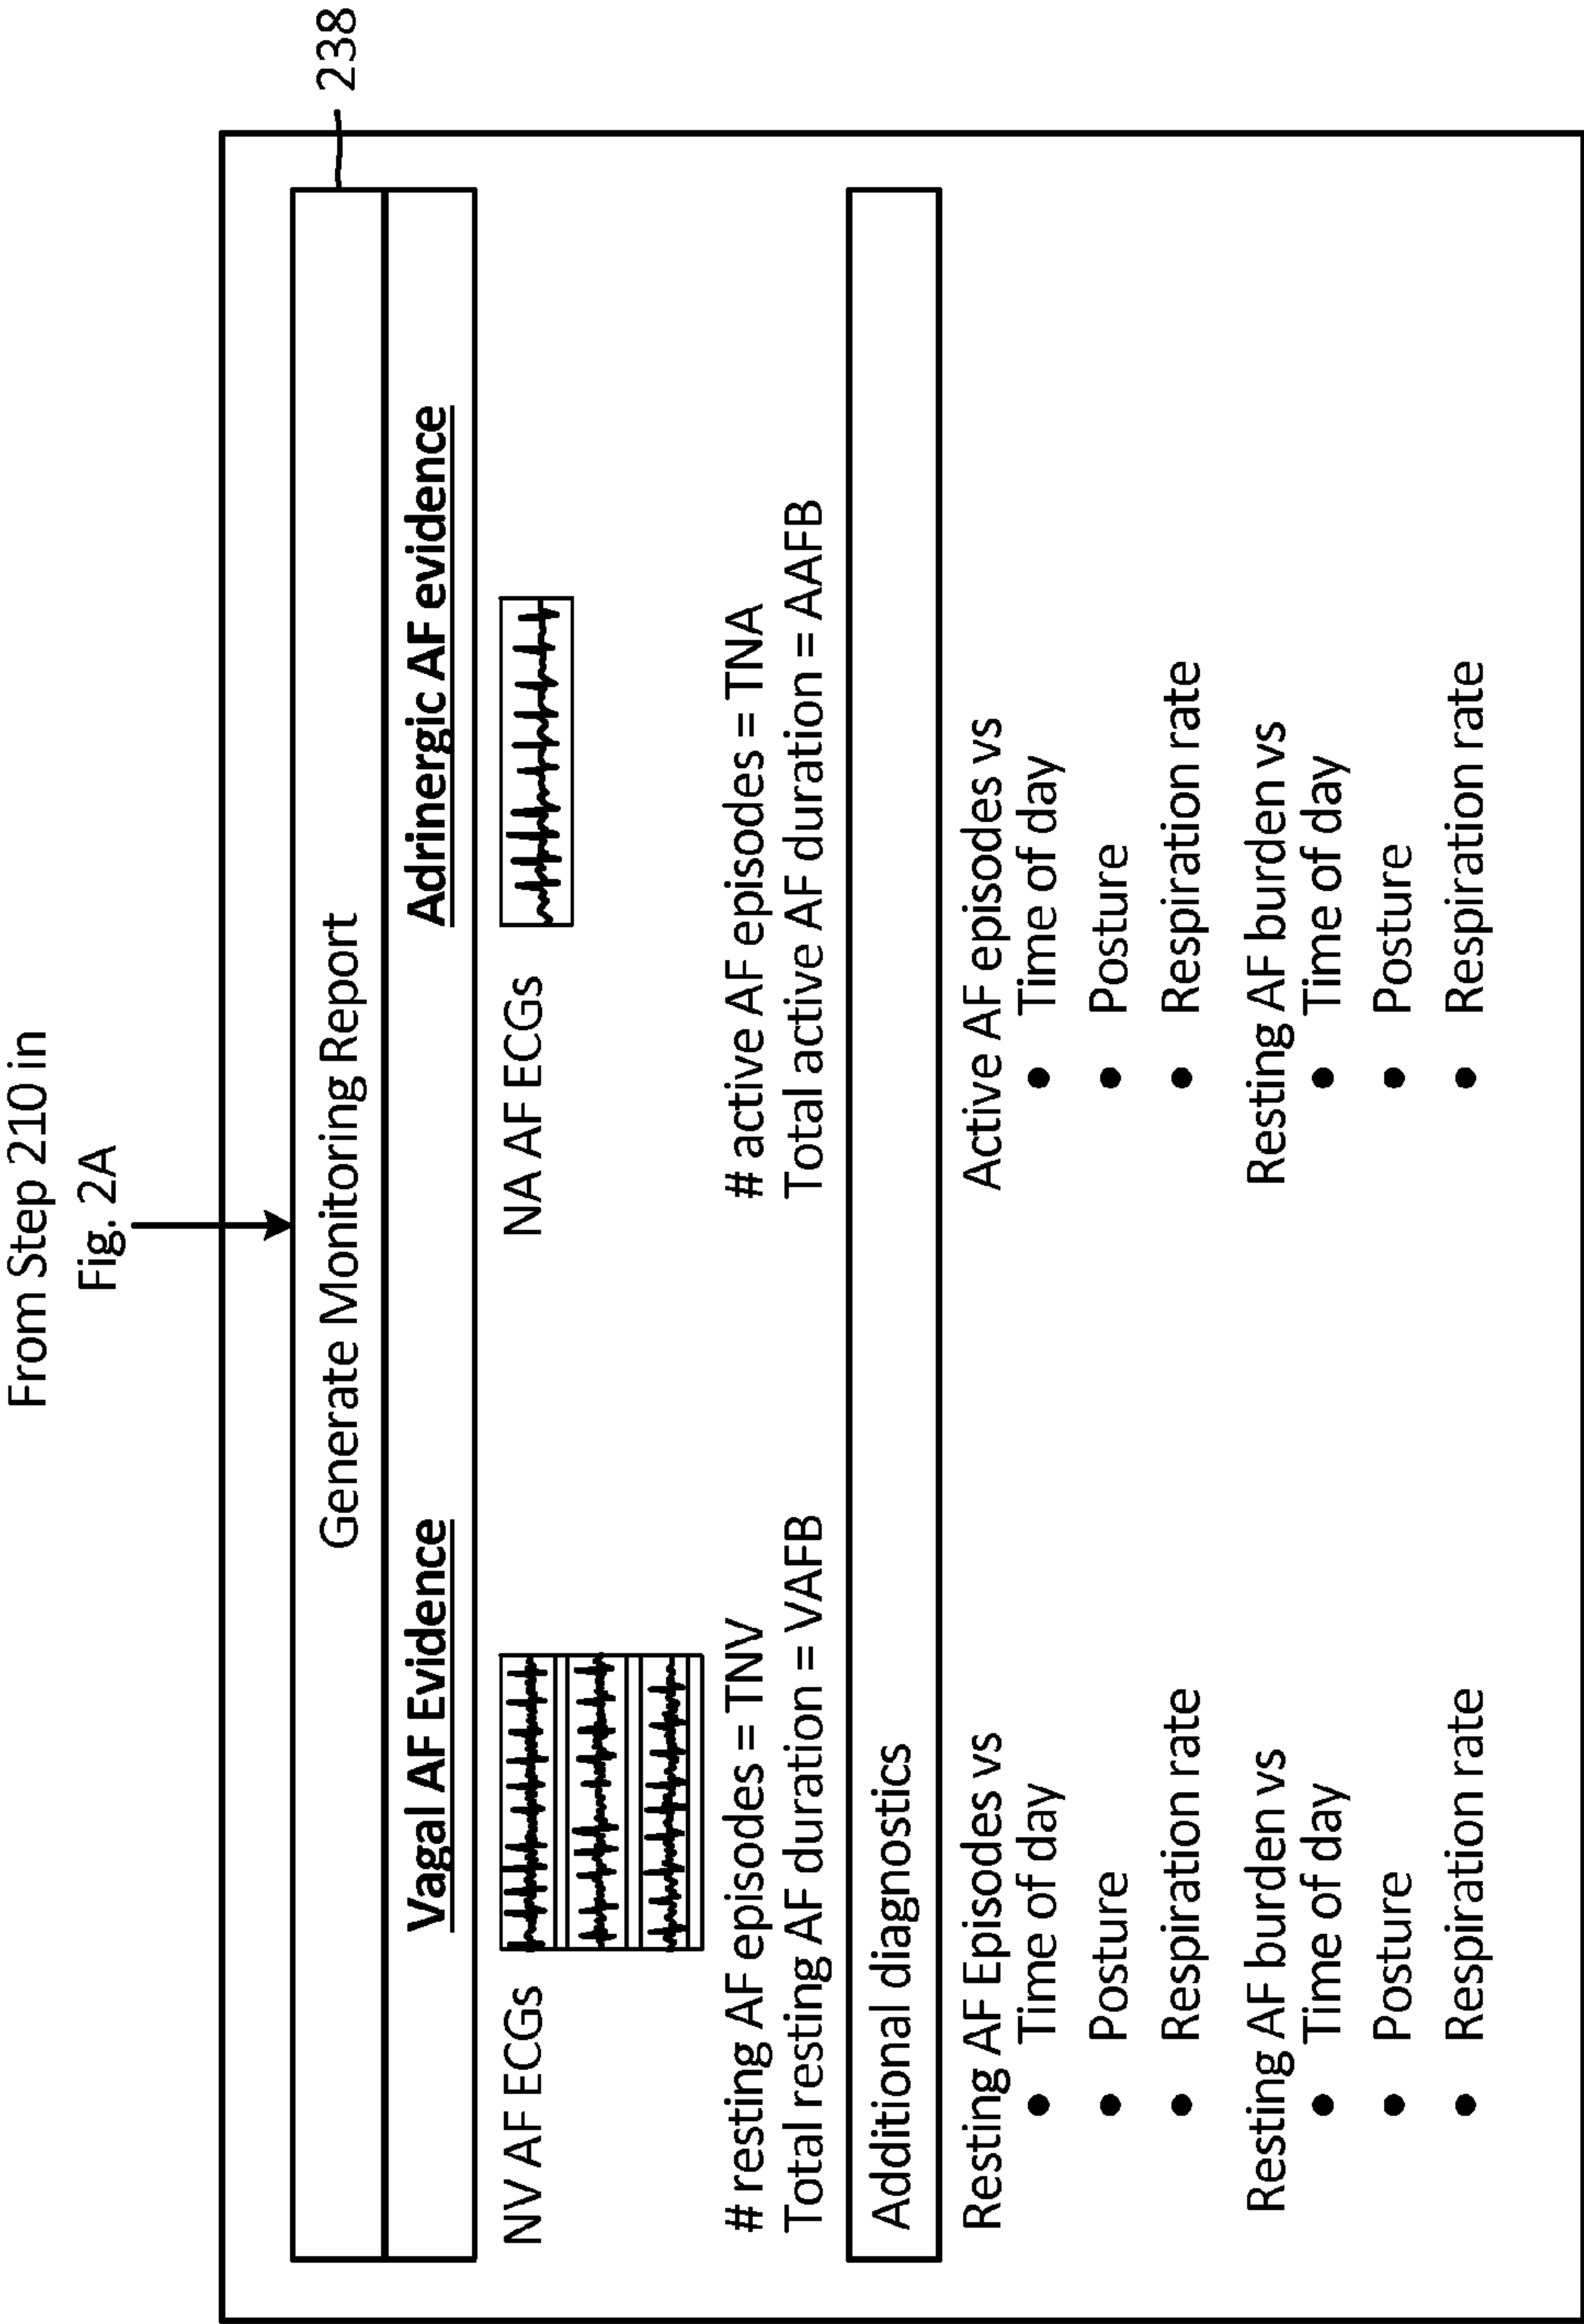 From Step 210 in
Fig. 2A
238
Generate Monitoring Report
Vagal AF Evidence
Adrinergic AF evidence
NV AF ECGs
NA AF ECGs
# resting AF episodes = TNV
Total resting AF duration = VAFB
# active AF episodes = TNA
Total active AF duration = AAFB
Additional diagnostics
Resting AF Episodes vs
• Time of day
• Posture
• Respiration rate
Resting AF burden vs
• Time of day
• Posture
• Respiration rate
Active AF episodes vs
• Time of day
• Posture
• Respiration rate
Resting AF burden vs
• Time of day
• Posture
• Respiration rate